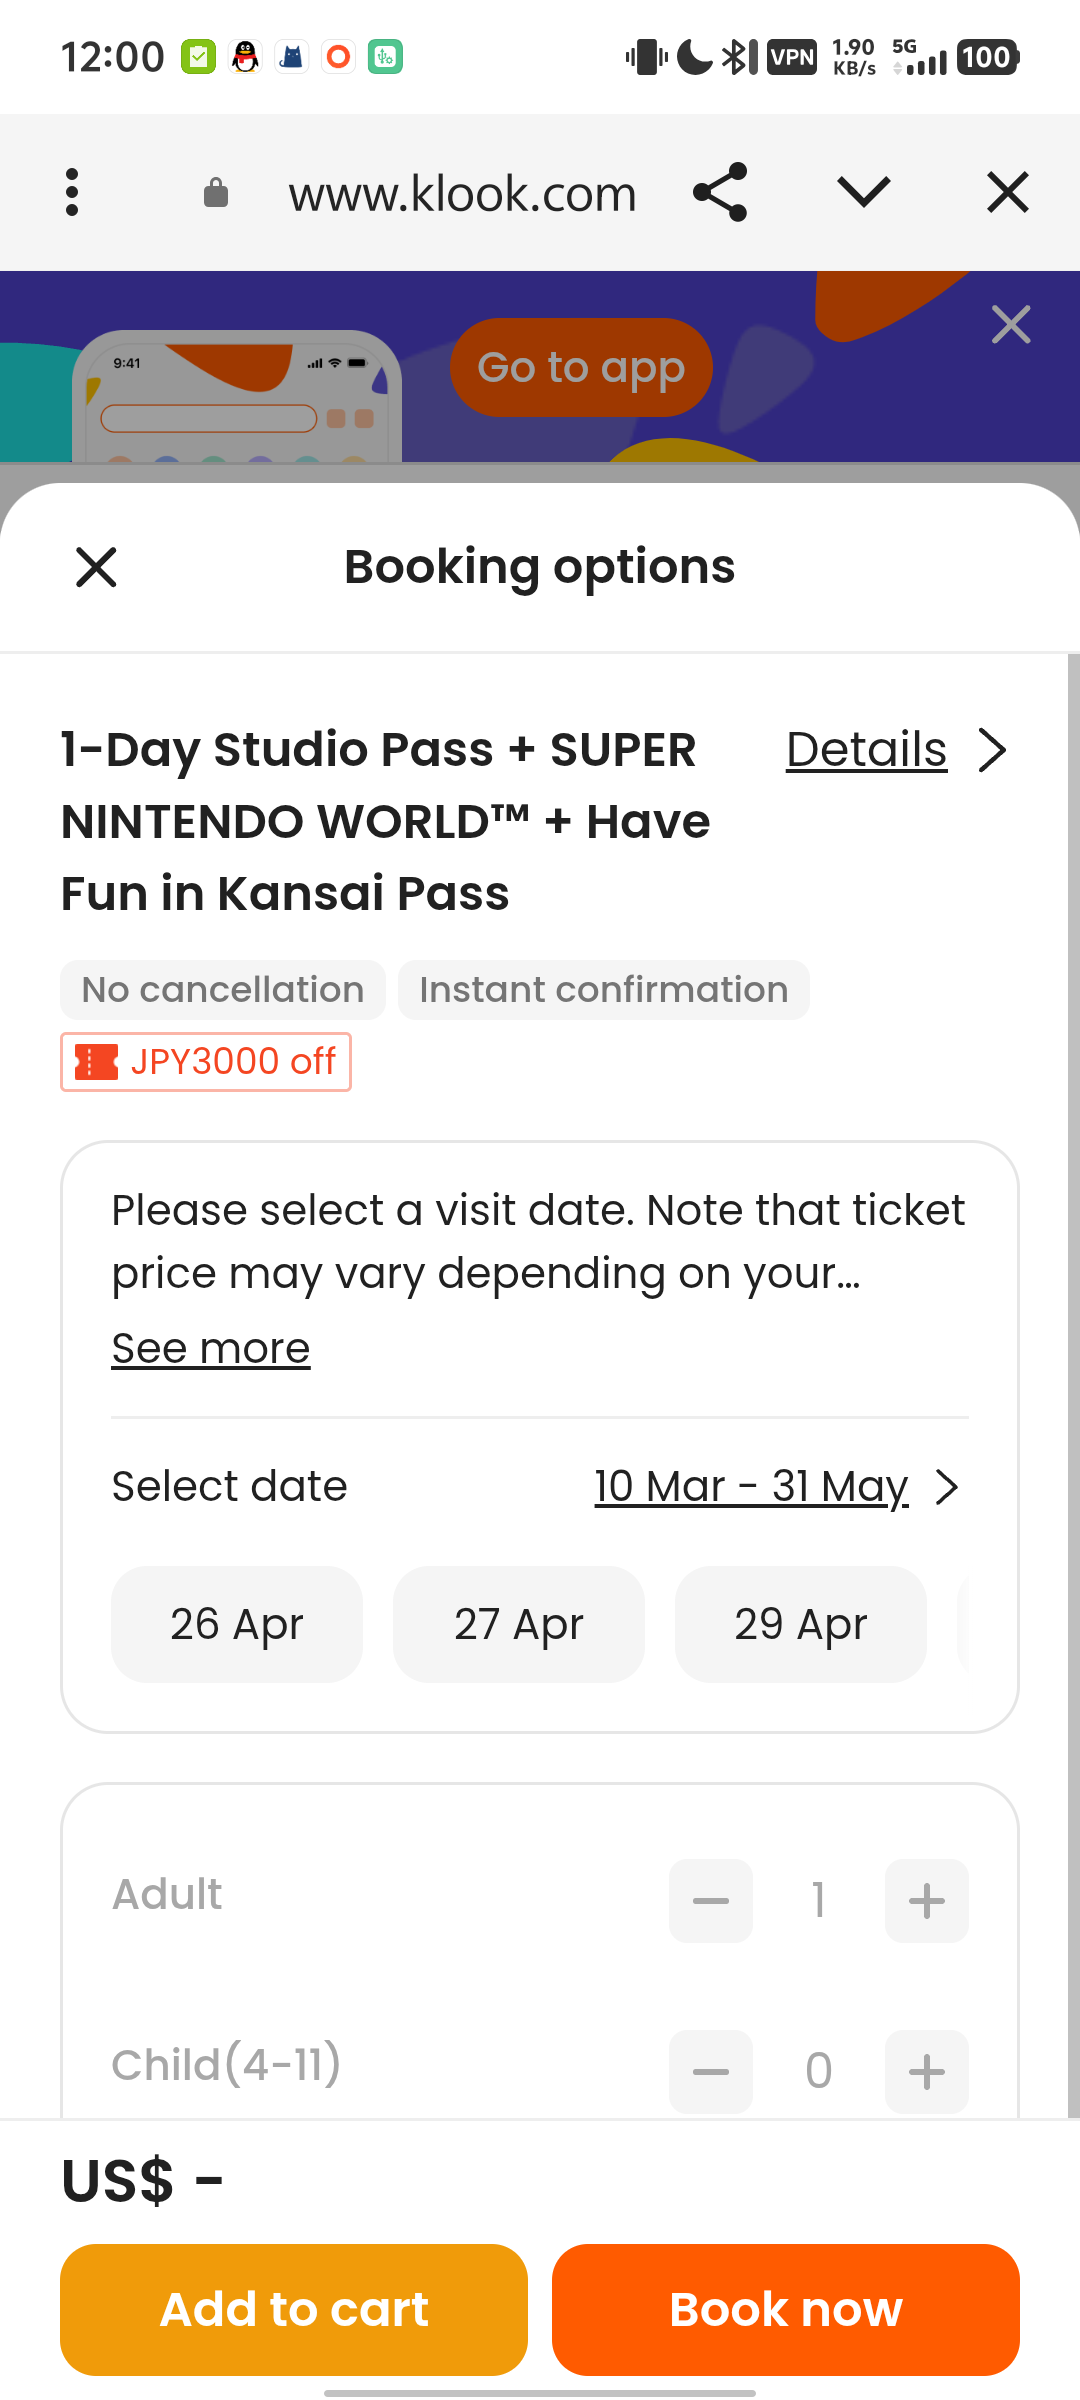 12:00
VPN
1.90
KB/s
5G
100
www.klook.com
9:41
Go to app
Booking options
1-Day Studio Pass + SUPER
NINTENDO WORLD™ + Have
Fun in Kansai Pass
Details
No cancellation
Instant confirmation
JPY3000 off
Please select a visit date. Note that ticket
price may vary depending on your...
See more
Select date
10 Mar - 31 May
26 Apr
27 Apr
29 Apr
Adult
1
Child(4-11)
0
US$ -
Add to cart
Book now